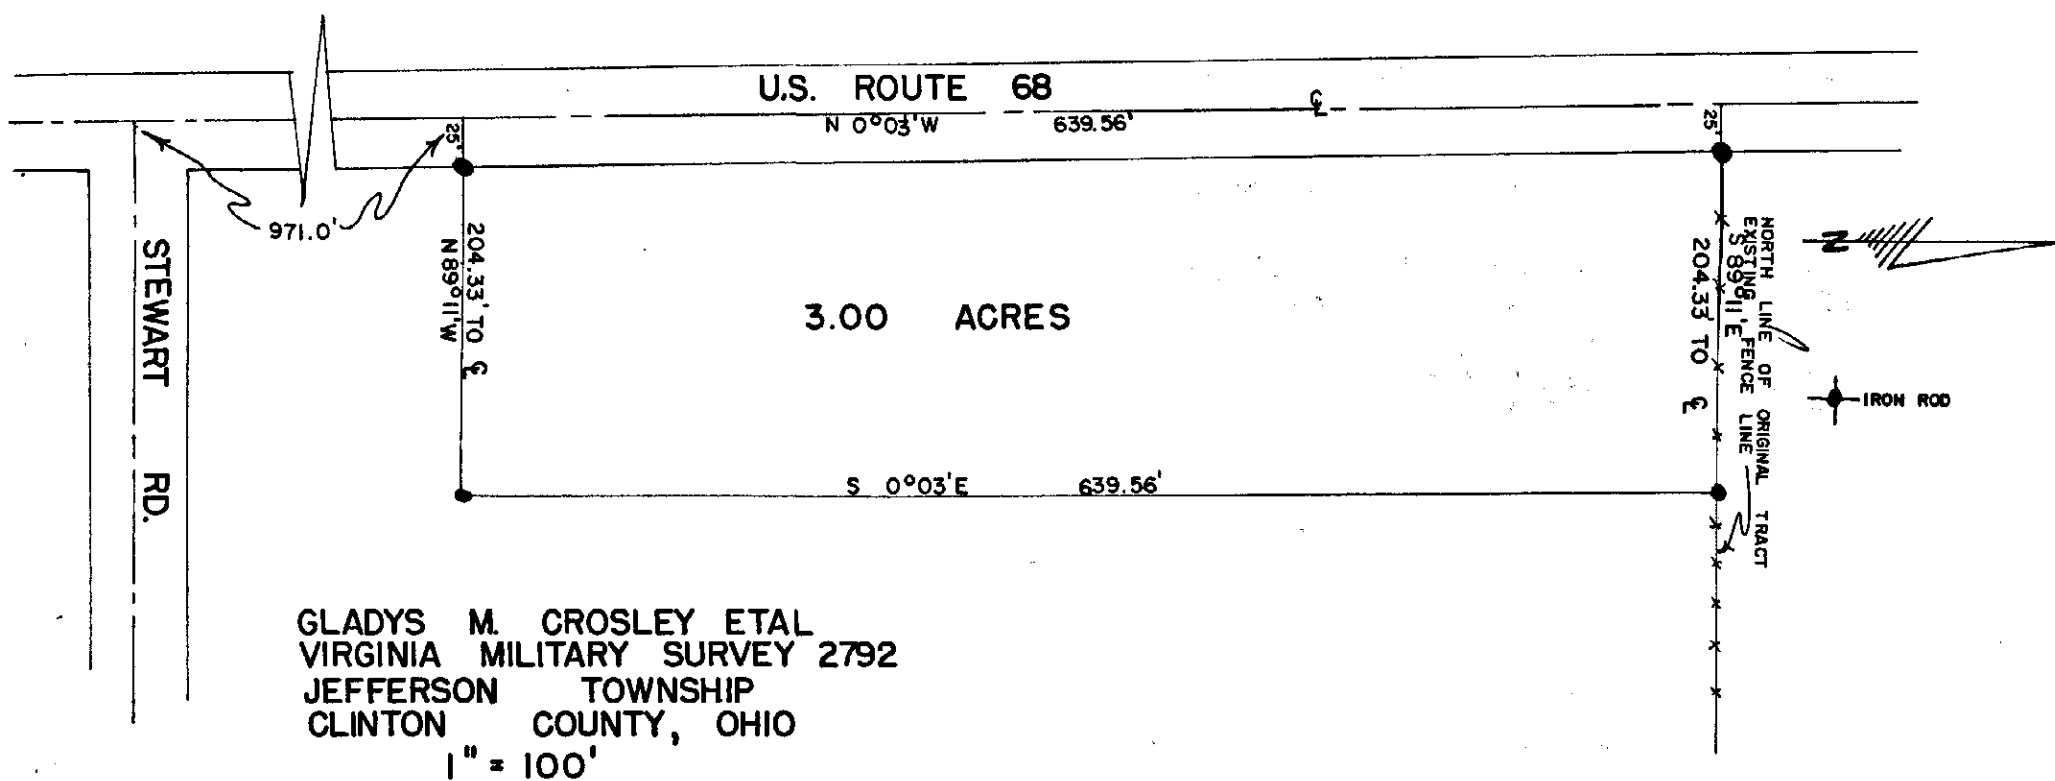 U.S. ROUTE 68
℄
N 0°03'W 639.56'
25'
25'
971.0'
STEWART RD.
204.33' TO ℄
N 89°11'W
3.00 ACRES
NORTH LINE OF ORIGINAL TRACT
EXISTING FENCE LINE
S 89°11'E
204.33' TO ℄
N
IRON ROD
S 0°03'E 639.56'
GLADYS M. CROSLEY ETAL
VIRGINIA MILITARY SURVEY 2792
JEFFERSON TOWNSHIP
CLINTON COUNTY, OHIO
1" = 100'